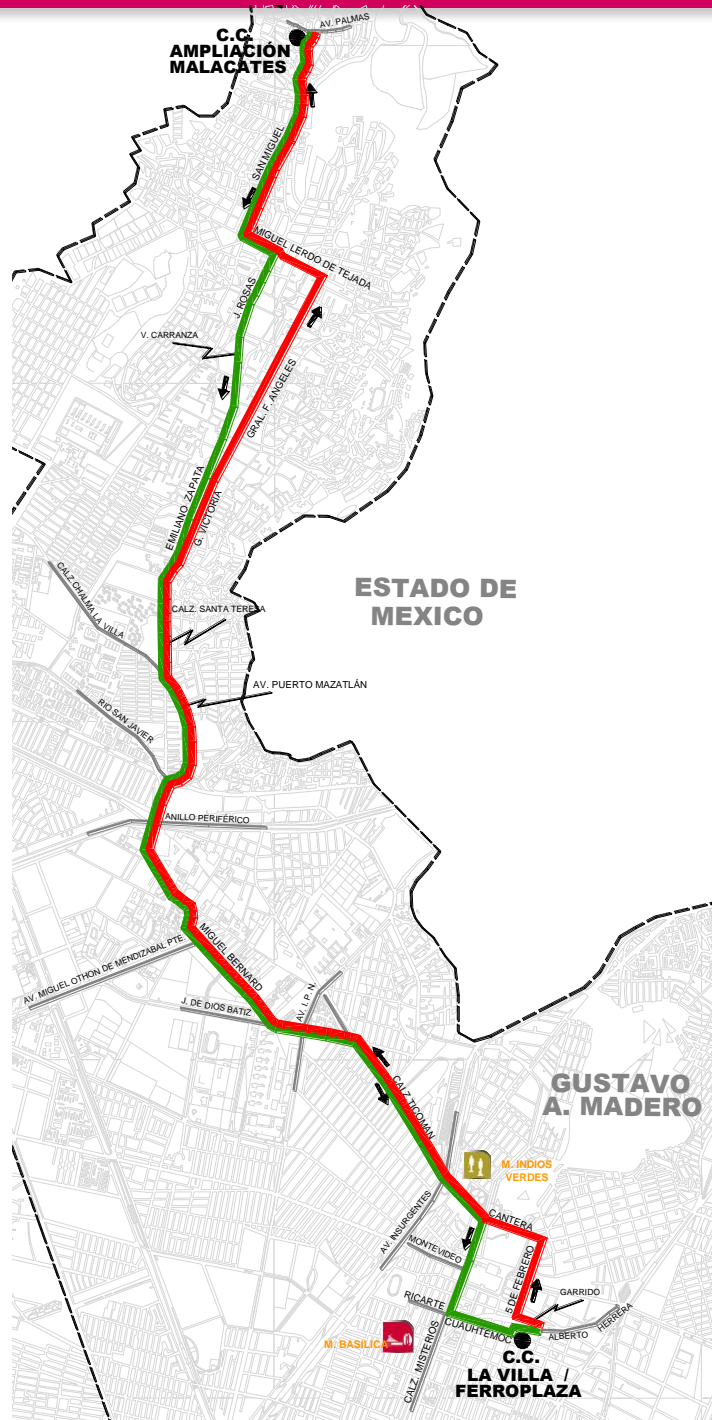 AV. PALMAS
C.C.
AMPLIACIÓN
MALACATES
SAN MIGUEL
MIGUEL LERDO DE TEJADA
J. ROSAS
V. CARRANZA
GRAL. F. ANGELES
EMILIANO ZAPATA
G. VICTORIA
ESTADO DE
MEXICO
CALZ. CHALMA LA VILLA
CALZ. SANTA TERESA
AV. PUERTO MAZATLÁN
RIO SAN JAVIER
ANILLO PERIFÉRICO
MIGUEL BERNARD
AV. MIGUEL OTHON DE MENDIZABAL PTE.
J. DE DIOS BATIZ
AV. I.P.N.
GUSTAVO
A. MADERO
CALZ. TICOMÁN
M. INDIOS
VERDES
AV. INSURGENTES
CANTERA
MONTEVIDEO
5 DE FEBRERO
GARRIDO
RICARTE
CUAUHTEMOC
ALBERTO
HERRERA
M. BASILICA
CALZ. MISTERIOS
C.C.
LA VILLA /
FERROPLAZA